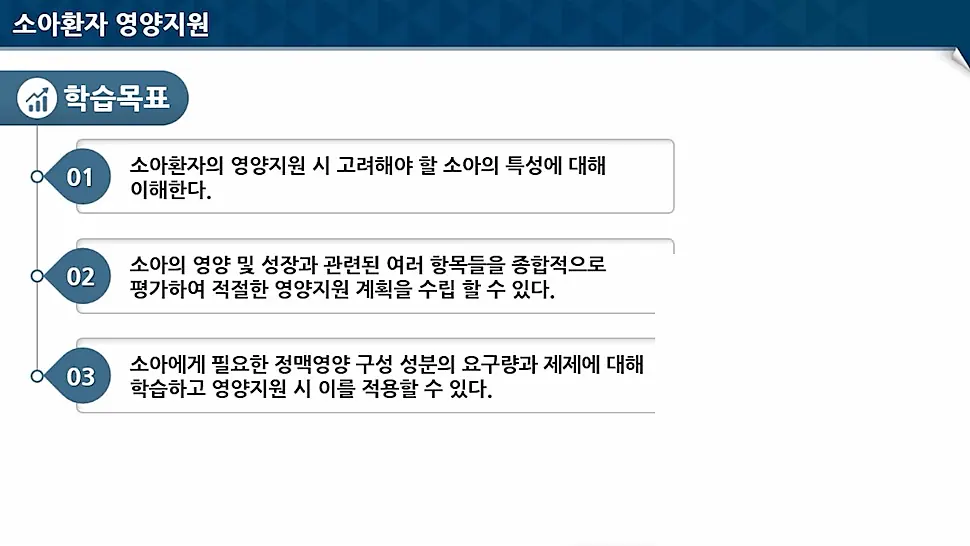 소아환자 영양지원
학습목표
01
소아환자의 영양지원 시 고려해야 할 소아의 특성에 대해
이해한다.
02
소아의 영양 및 성장과 관련된 여러 항목들을 종합적으로
평가하여 적절한 영양지원 계획을 수립 할 수 있다.
03
소아에게 필요한 정맥영양 구성 성분의 요구량과 제제에 대해
학습하고 영양지원 시 이를 적용할 수 있다.